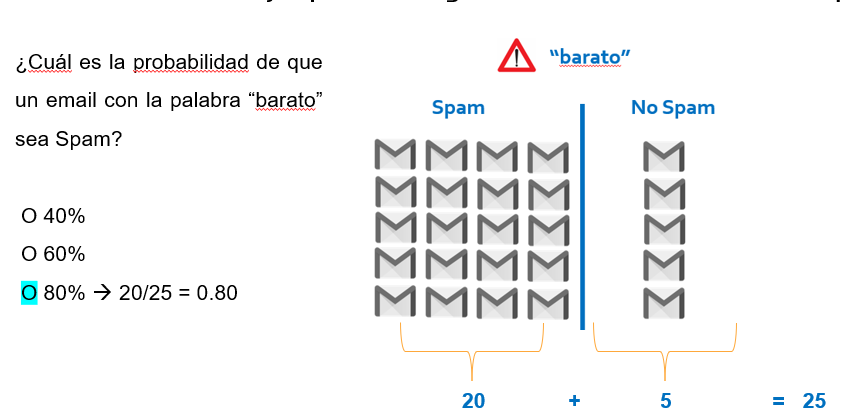 ¿Cuál es la probabilidad de que
un email con la palabra “barato”
sea Spam?
O 40%
O 60%
O 80% → 20/25 = 0.80
“barato”
Spam
No Spam
20 + 5 = 25